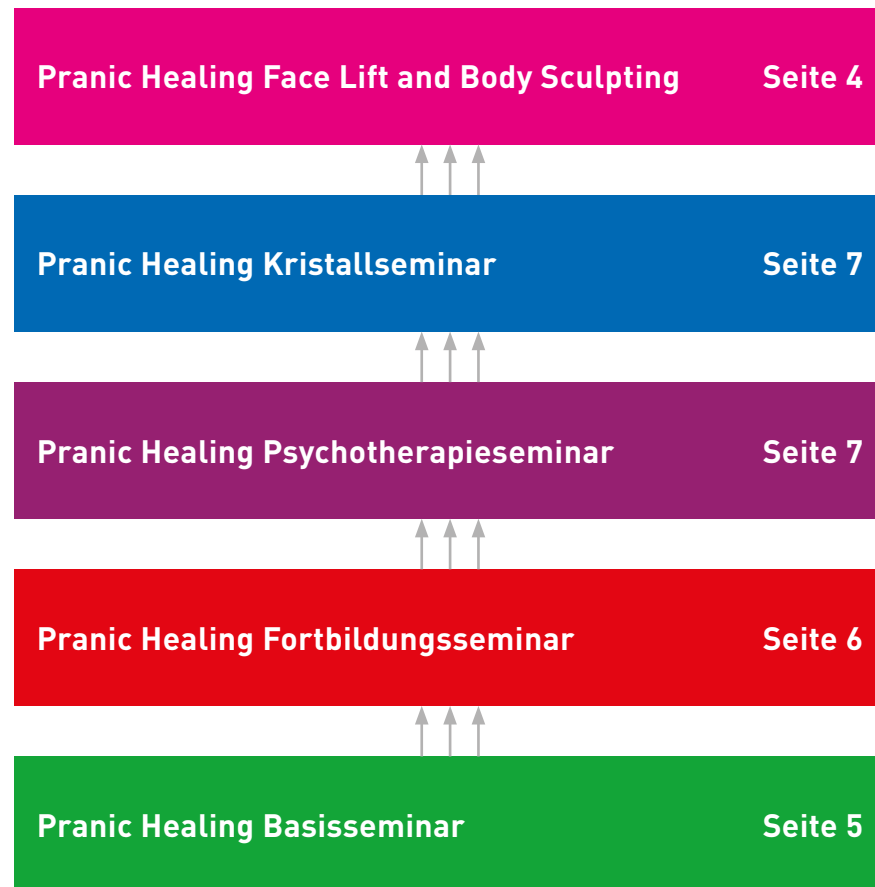 Pranic Healing Face Lift and Body Sculpting Seite 4
Pranic Healing Kristallseminar Seite 7
Pranic Healing Psychotherapieseminar Seite 7
Pranic Healing Fortbildungsseminar Seite 6
Pranic Healing Basisseminar Seite 5